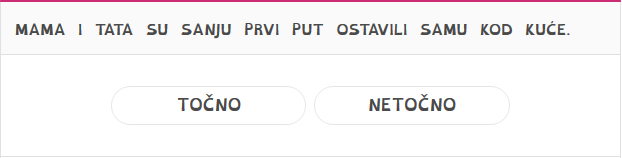 MAMA I TATA SU SANJU PRVI PUT OSTAVILI SAMU KOD KUĆE.
TOČNO
NETOČNO